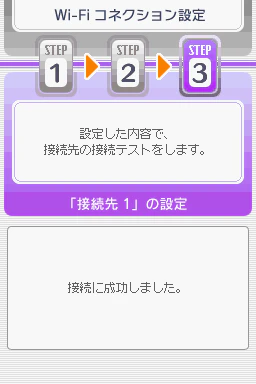 Wi-Fi コネクション設定
STEP 1
STEP 2
STEP 3
設定した内容で、
接続先の接続テストをします。
「接続先 1」の設定
接続に成功しました。